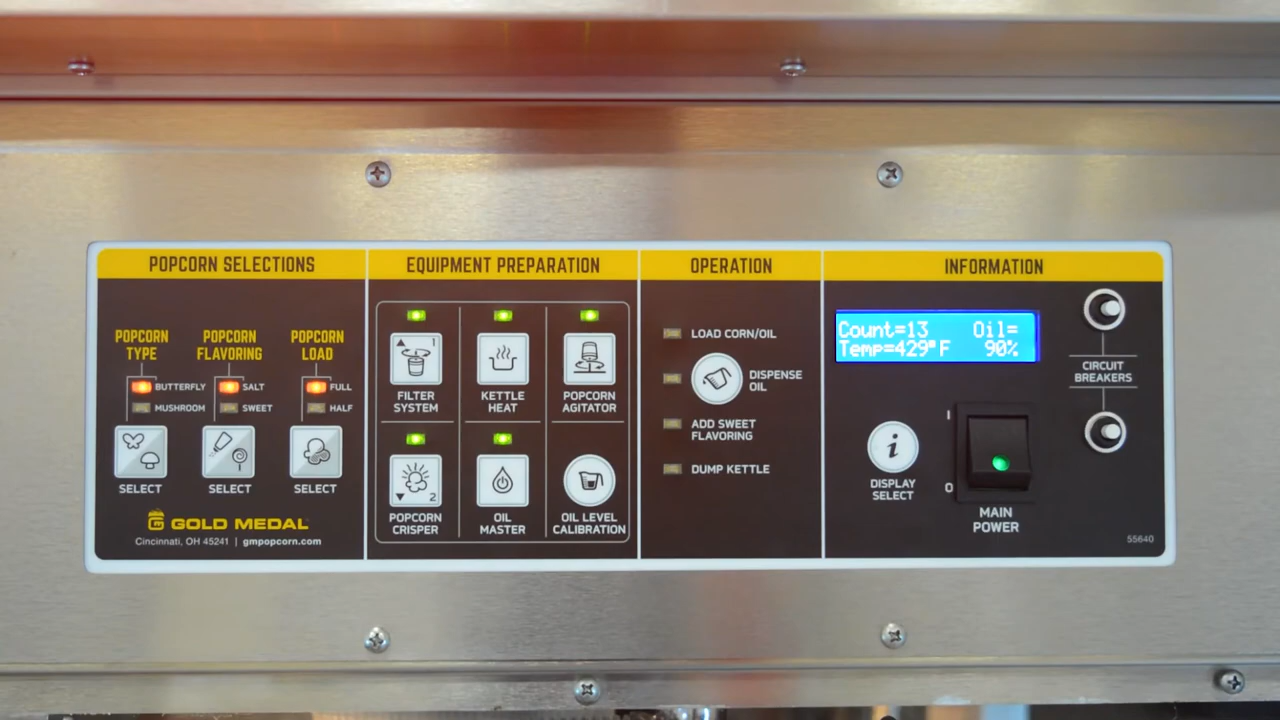 POPCORN SELECTIONS
POPCORN
TYPE
POPCORN
FLAVORING
POPCORN
LOAD
BUTTERFLY
MUSHROOM
SALT
SWEET
FULL
HALF
SELECT
SELECT
SELECT
GOLD MEDAL
Cincinnati, OH 45241 | gmpopcorn.com
EQUIPMENT PREPARATION
1
FILTER
SYSTEM
KETTLE
HEAT
POPCORN
AGITATOR
2
POPCORN
CRISPER
OIL
MASTER
OIL LEVEL
CALIBRATION
OPERATION
LOAD CORN/OIL
DISPENSE
OIL
ADD SWEET
FLAVORING
DUMP KETTLE
INFORMATION
Count=13 Oil=
Temp=429°F 90%
CIRCUIT
BREAKERS
i
DISPLAY
SELECT
I
O
MAIN
POWER
55640